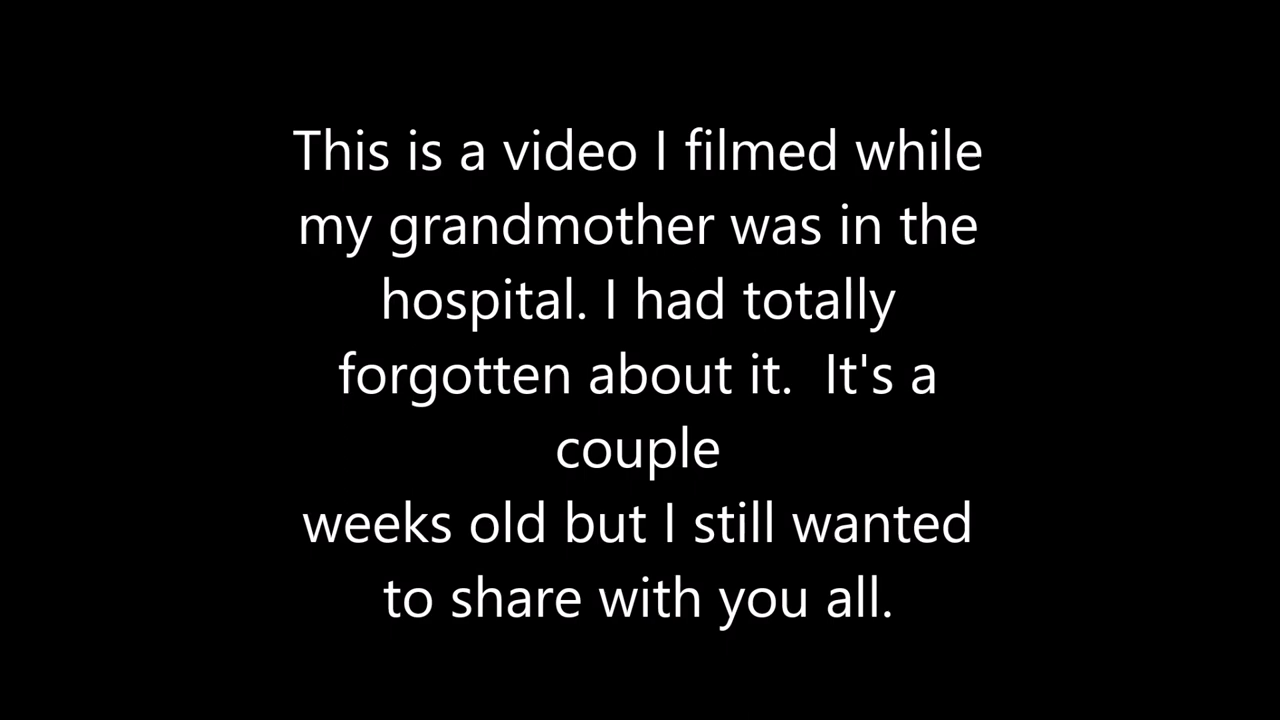 This is a video I filmed while
my grandmother was in the
hospital. I had totally
forgotten about it.  It's a
couple
weeks old but I still wanted
to share with you all.